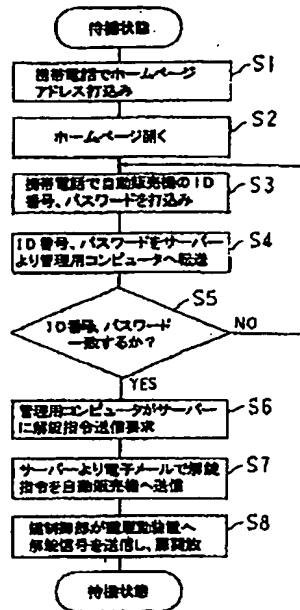 待機状態
S1
携帯電話でホームページ
アドレス打込み
S2
ホームページ開く
S3
携帯電話で自動販売機のID
番号、パスワードを打込み
S4
ID番号、パスワードをサーバー
より管理用コンピュータへ転送
S5
ID番号、パスワード
一致するか?
NO
YES
S6
管理用コンピュータがサーバー
に解錠指令送信要求
S7
サーバーより電子メールで解錠
指令を自動販売機へ送信
S8
錠制御部が錠駆動装置へ
解錠信号を送信し、扉開放
待機状態